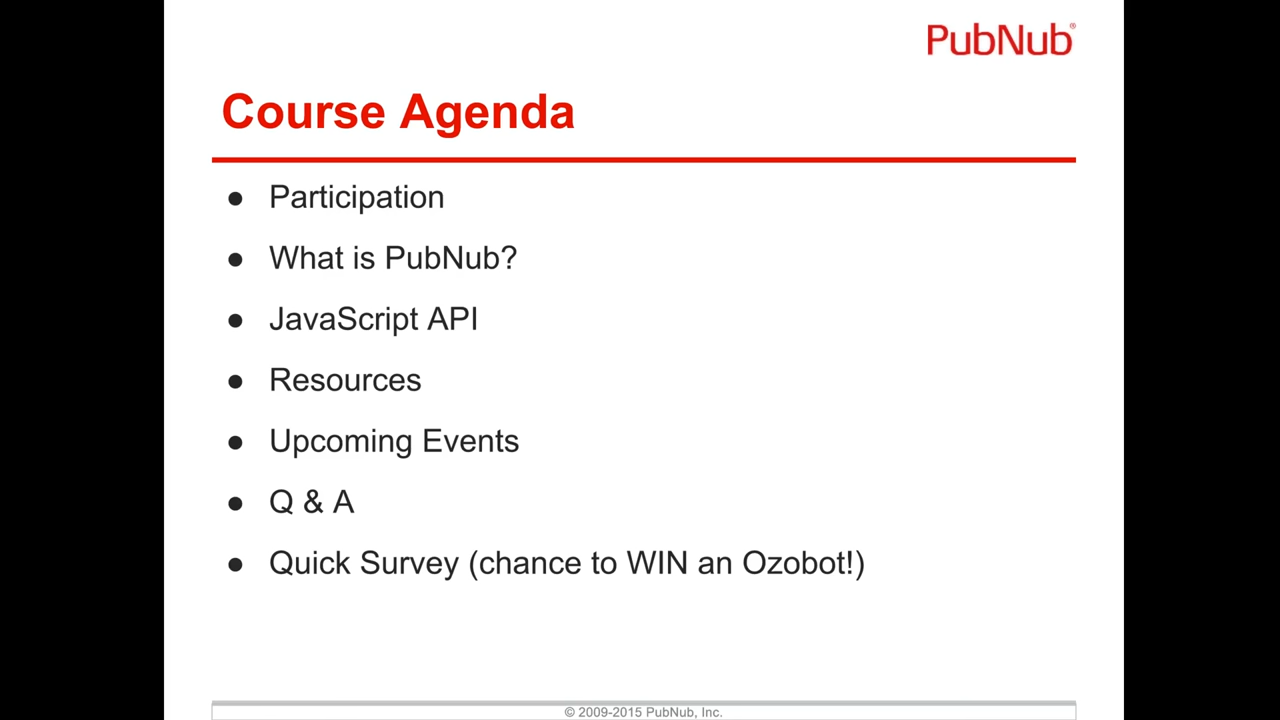 PubNub®
Course Agenda
● Participation
● What is PubNub?
● JavaScript API
● Resources
● Upcoming Events
● Q & A
● Quick Survey (chance to WIN an Ozobot!)
© 2009-2015 PubNub, Inc.